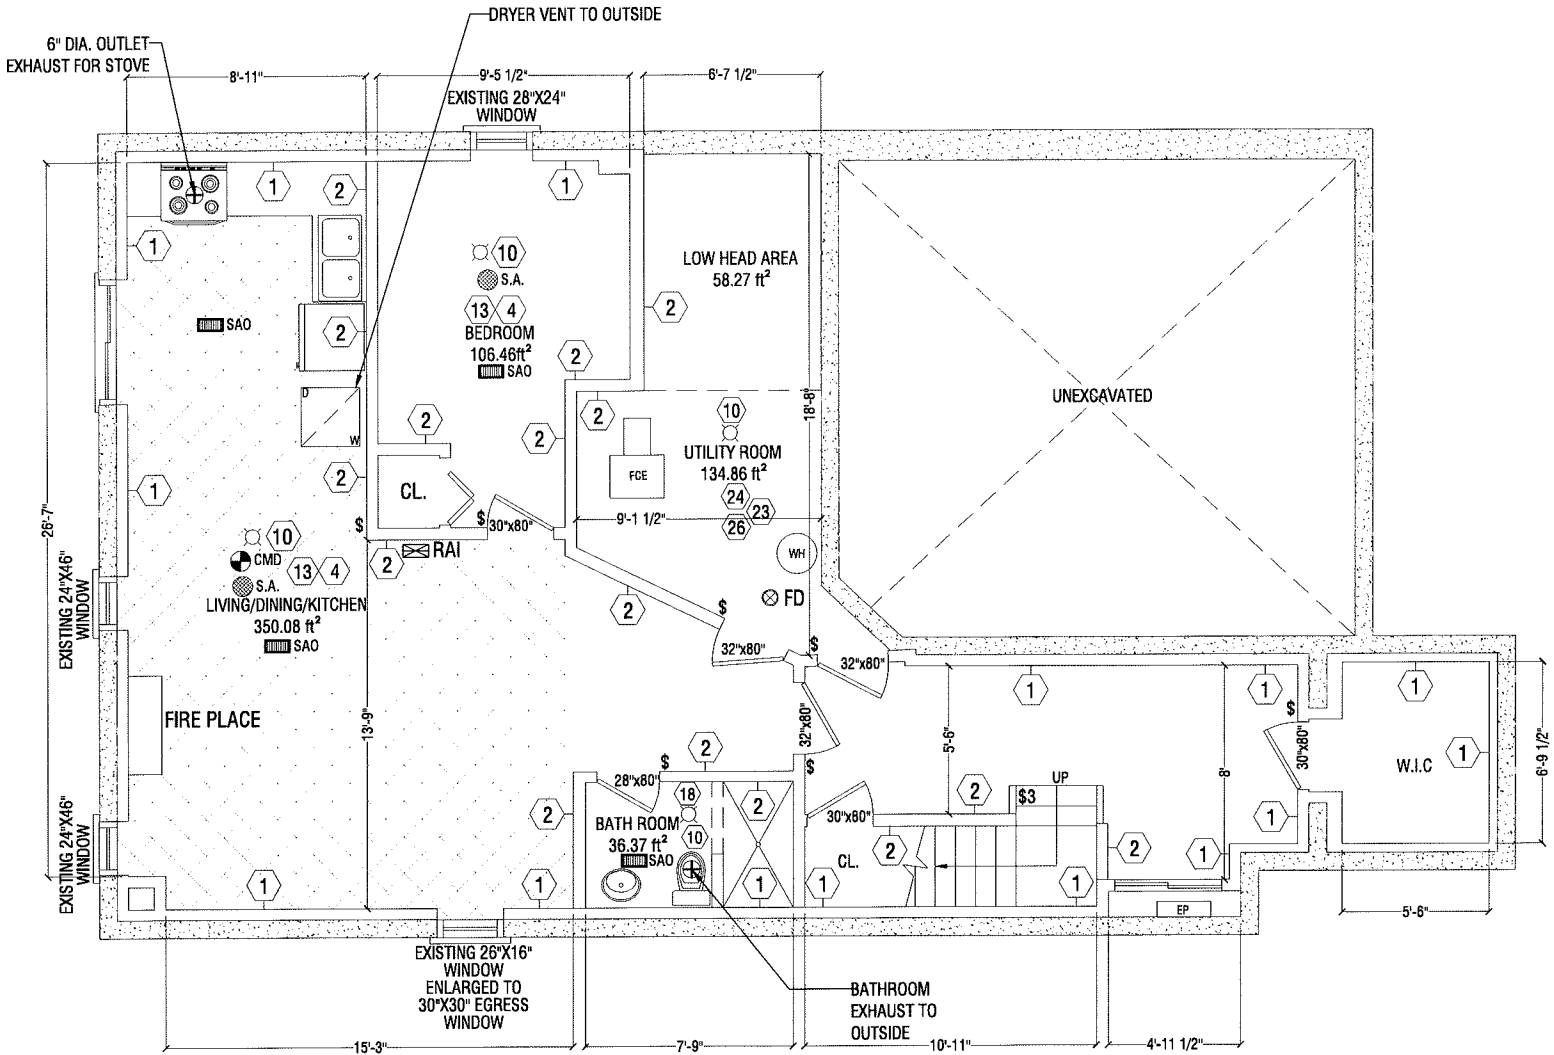 DRYER VENT TO OUTSIDE
6" DIA. OUTLET
EXHAUST FOR STOVE
8'-11"
9'-5 1/2"
6'-7 1/2"
EXISTING 28"X24"
WINDOW
1
2
1
1
10
S.A.
13
4
BEDROOM
106.46ft²
SAO
LOW HEAD AREA
58.27 ft²
2
SAO
2
2
D
W
2
2
2
2
10
UTILITY ROOM
134.86 ft²
FCE
24
23
26
9'-1 1/2"
18'-8"
UNEXCAVATED
1
2
CL.
$
$
30"x80"
26'-7"
10
CMD
13
4
S.A.
LIVING/DINING/KITCHEN
350.08 ft²
SAO
2
RAI
WH
FD
2
$
32"x80"
$
32"x80"
EXISTING 24"X46"
WINDOW
FIRE PLACE
13'-9"
32"x80"
5'-6"
1
1
8'
$
30"x80"
1
W.I.C
1
6'-9 1/2"
2
$
28"x80"
$
18
2
2
BATH ROOM
36.37 ft²
SAO
10
30"x80"
2
UP
$3
1
2
1
2
CL.
EXISTING 24"X46"
WINDOW
1
1
1
1
1
EP
5'-6"
EXISTING 26"X16"
WINDOW
ENLARGED TO
30"X30" EGRESS
WINDOW
BATHROOM
EXHAUST TO
OUTSIDE
15'-3"
7'-9"
10'-11"
4'-11 1/2"